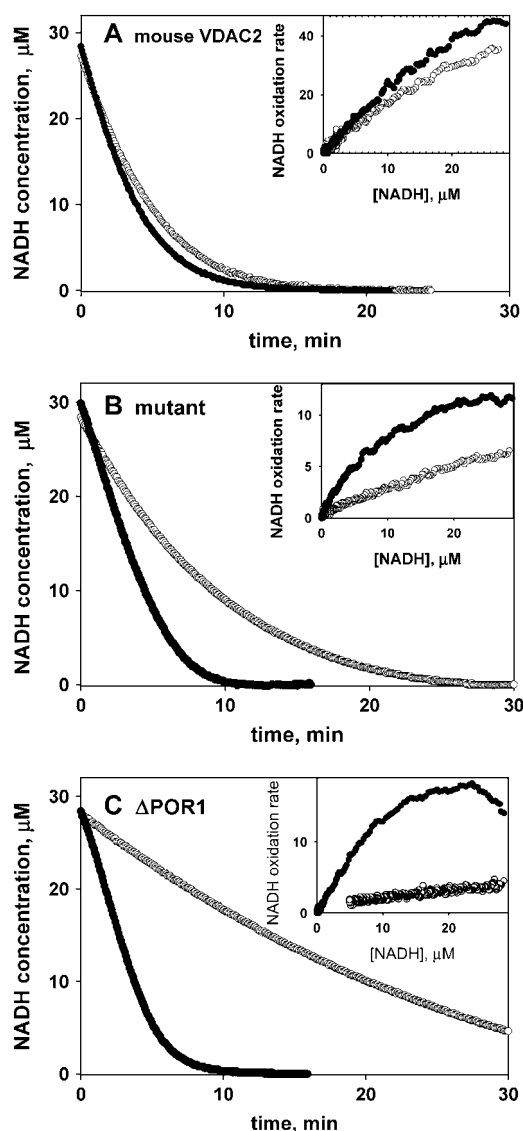 A mouse VDAC2
NADH concentration, µM
30
20
10
0
0 10 20 30
time, min
NADH oxidation rate
40
20
0
0 10 20
[NADH], µM
B mutant
NADH concentration, µM
30
20
10
0
0 10 20 30
time, min
NADH oxidation rate
10
5
0
0 10 20
[NADH], µM
C ΔPOR1
NADH concentration, µM
30
20
10
0
0 10 20 30
time, min
NADH oxidation rate
10
0
0 10 20
[NADH], µM